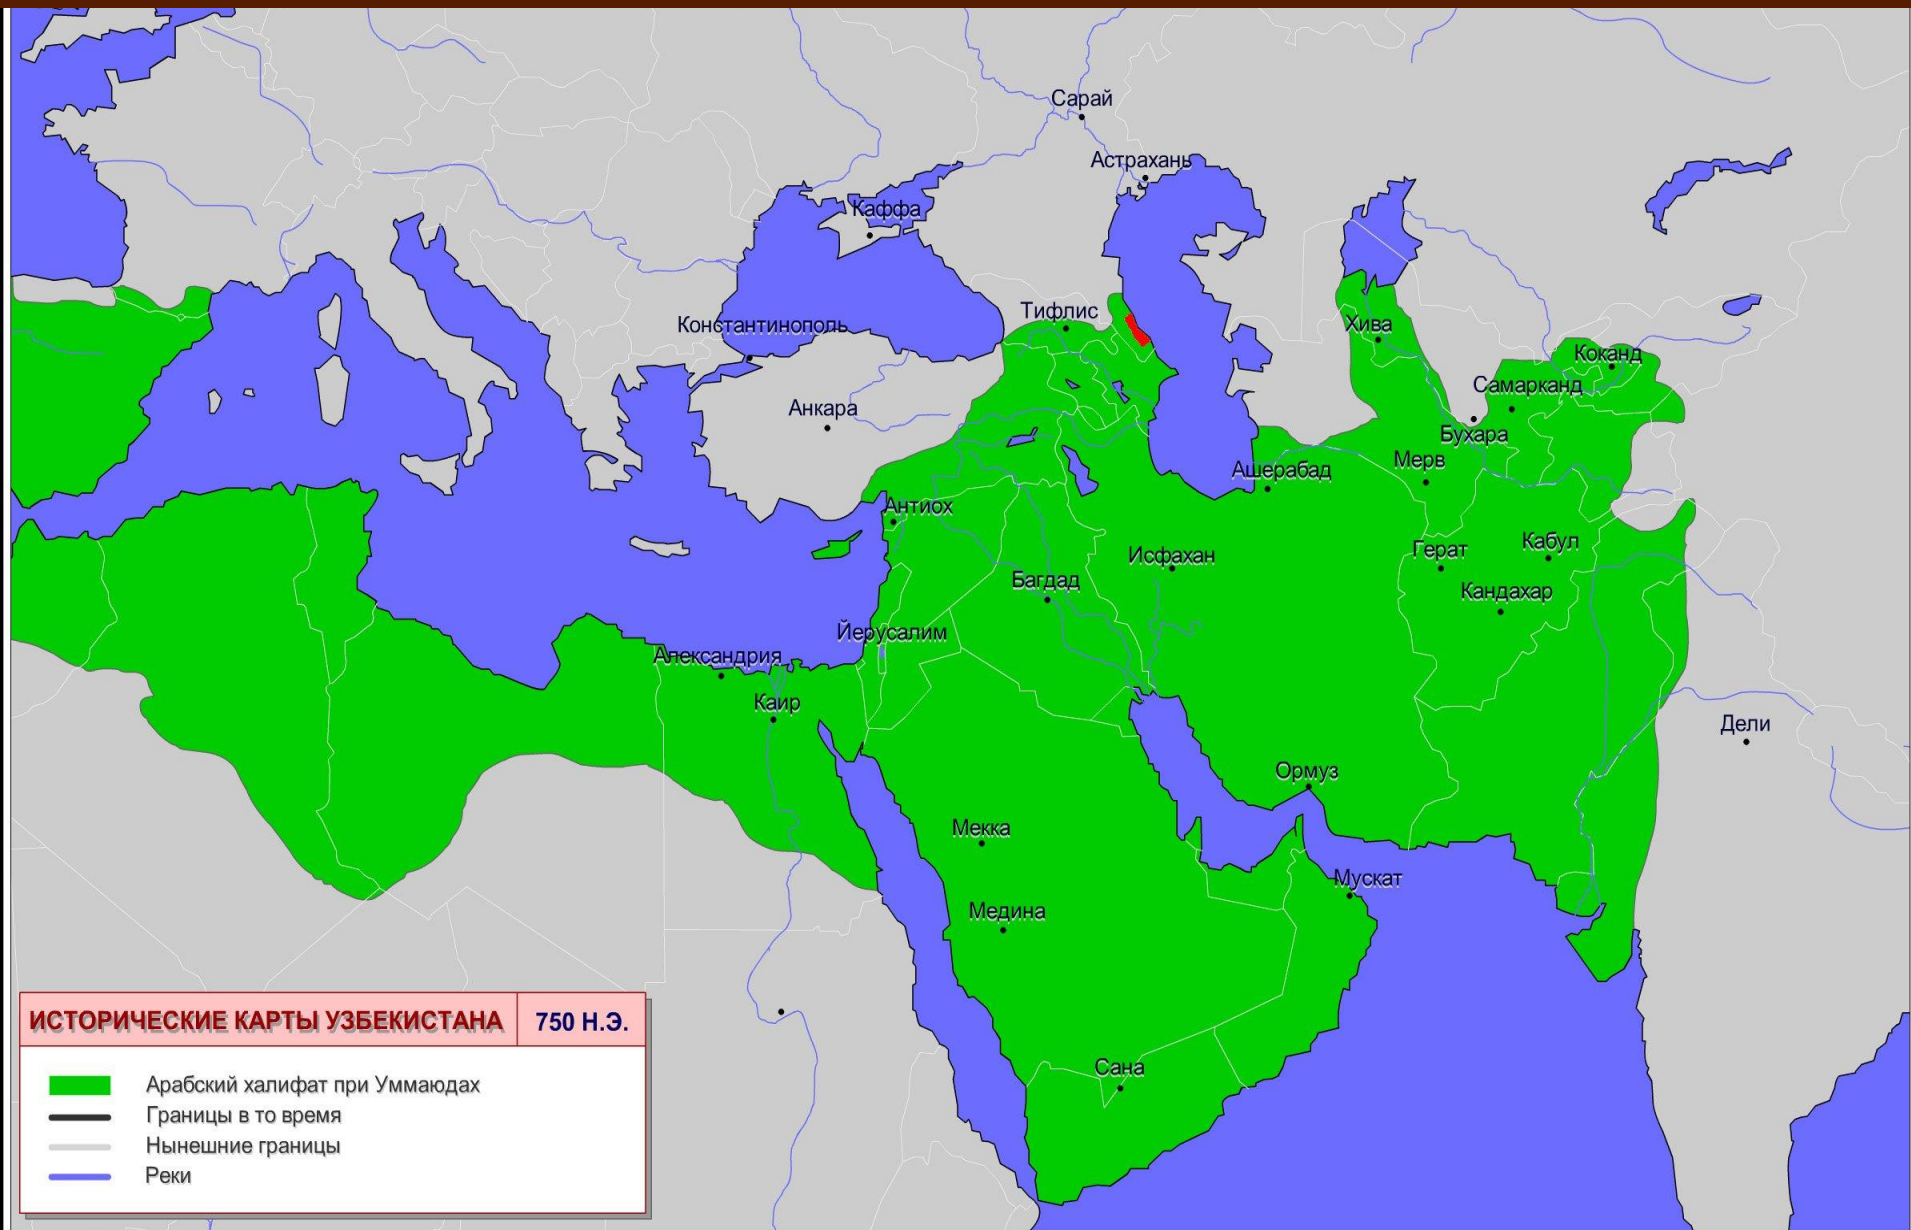 Сарай
Астрахань
Каффа
Тифлис
Константинополь
Хива
Коканд
Самарканд
Анкара
Бухара
Мерв
Ашерабад
Антиох
Исфахан
Герат
Кабул
Багдад
Кандахар
Йерусалим
Александрия
Каир
Дели
Ормуз
Мекка
Мускат
Медина
Сана
ИСТОРИЧЕСКИЕ КАРТЫ УЗБЕКИСТАНА 750 Н.Э.
Арабский халифат при Уммаюдах
Границы в то время
Нынешние границы
Реки